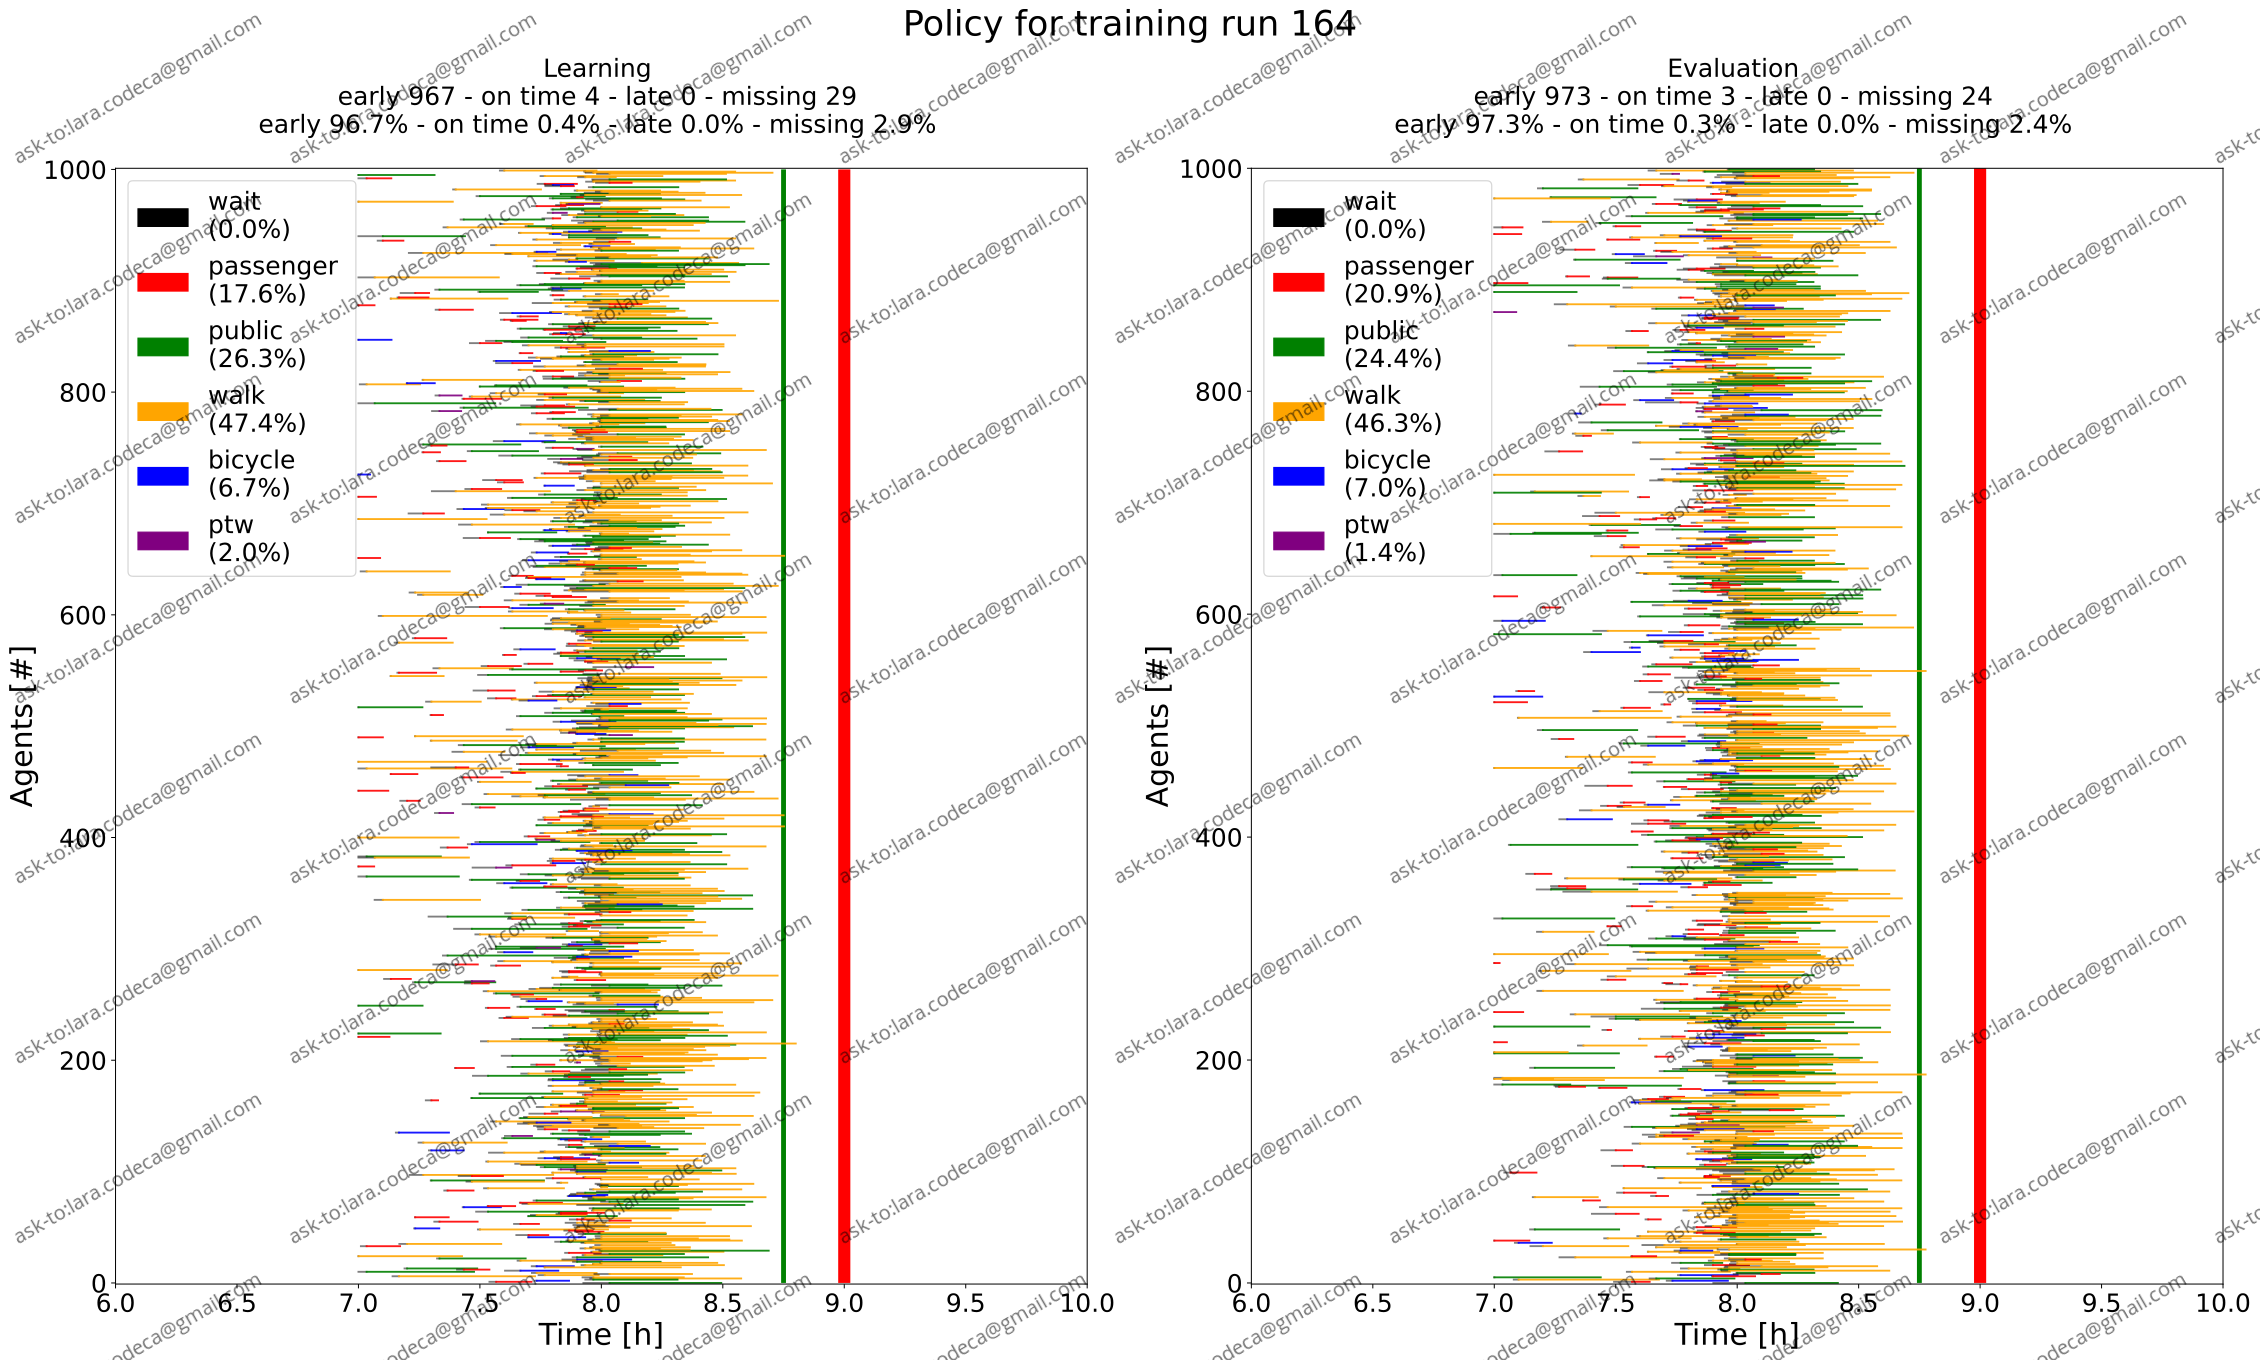 Policy for training run 164
Learning
early 967 - on time 4 - late 0 - missing 29
early 96.7% - on time 0.4% - late 0.0% - missing 2.9%
Evaluation
early 973 - on time 3 - late 0 - missing 24
early 97.3% - on time 0.3% - late 0.0% - missing 2.4%
1000
800
600
400
200
0
Agents [#]
wait
(0.0%)
passenger
(17.6%)
public
(26.3%)
walk
(47.4%)
bicycle
(6.7%)
ptw
(2.0%)
6.0 6.5 7.0 7.5 8.0 8.5 9.0 9.5 10.0
Time [h]
1000
800
600
400
200
0
Agents [#]
wait
(0.0%)
passenger
(20.9%)
public
(24.4%)
walk
(46.3%)
bicycle
(7.0%)
ptw
(1.4%)
6.0 6.5 7.0 7.5 8.0 8.5 9.0 9.5 10.0
Time [h]
ask-to:lara.codeca@gmail.com